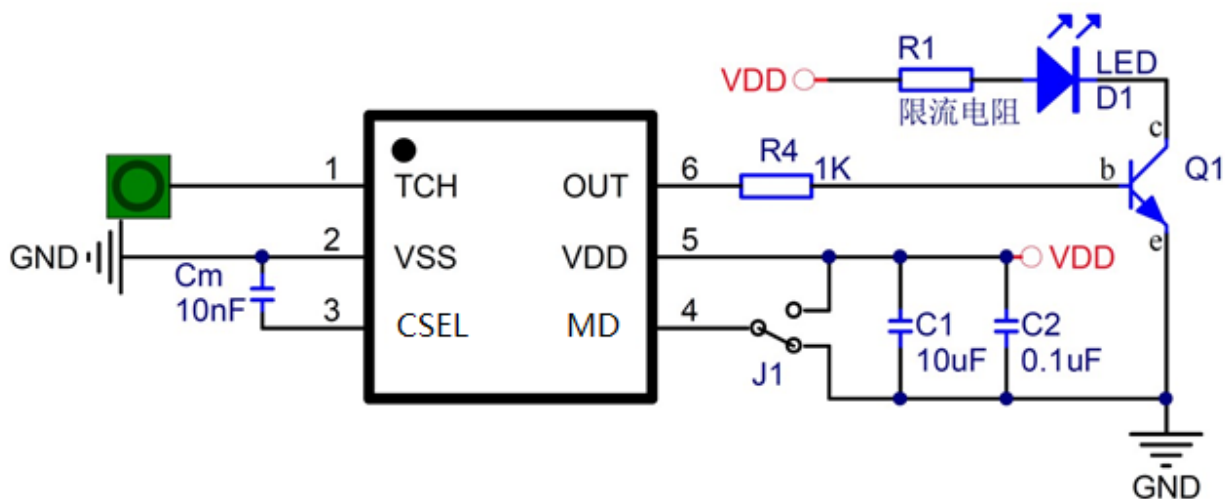 R1
LED
VDD
D1
限流电阻
c
R4
1K
b
Q1
1
TCH
OUT
6
GND
2
VSS
VDD
5
VDD
e
Cm
10nF
3
CSEL
MD
4
J1
C1
10uF
C2
0.1uF
GND